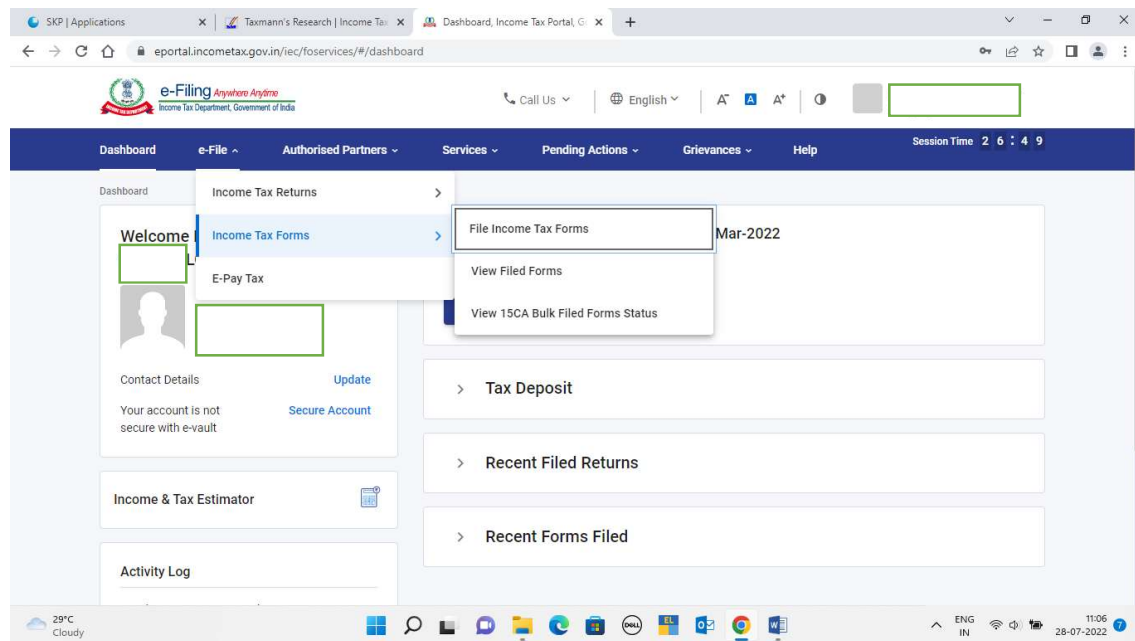 SKP | Applications
Taxmann's Research | Income Tax
Dashboard, Income Tax Portal, G
eportal.incometax.gov.in/iec/foservices/#/dashboard
e-Filing Anywhere Anytime
Income Tax Department, Government of India
Call Us
English
A-
A
A+
Dashboard
e-File
Authorised Partners
Services
Pending Actions
Grievances
Help
Session Time 2 6 : 4 9
Dashboard
Income Tax Returns
Welcome
Income Tax Forms
File Income Tax Forms
Mar-2022
E-Pay Tax
View Filed Forms
View 15CA Bulk Filed Forms Status
Contact Details
Update
Your account is not
secure with e-vault
Secure Account
Tax Deposit
Recent Filed Returns
Income & Tax Estimator
Recent Forms Filed
Activity Log
29°C
Cloudy
DELL
EL
ENG
IN
11:06
28-07-2022
7